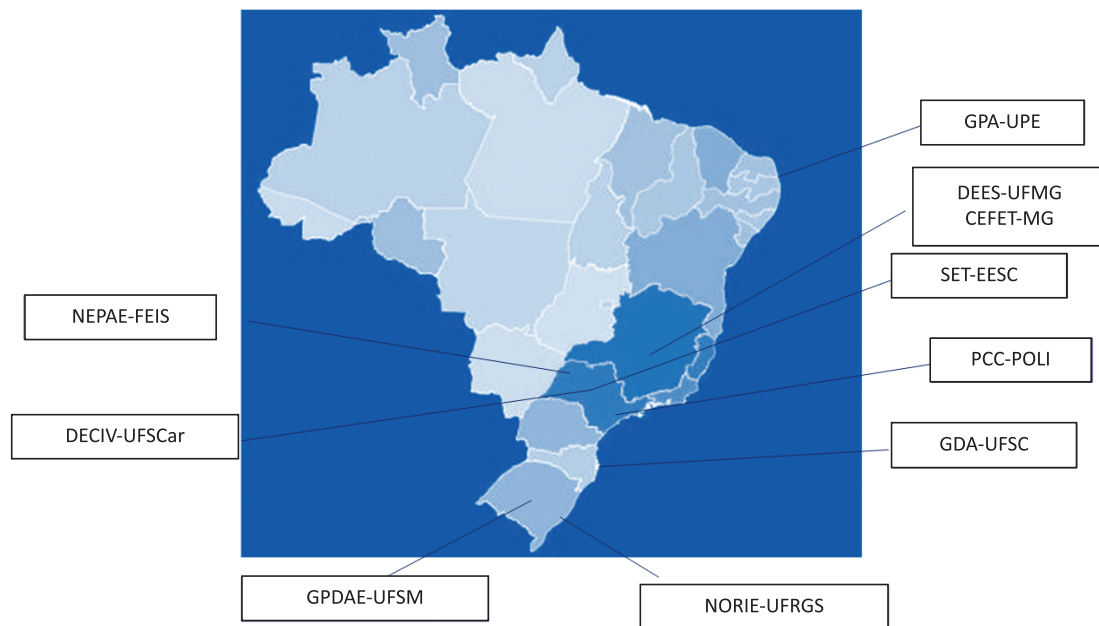 GPA-UPE
DEES-UFMG
CEFET-MG
SET-EESC
NEPAE-FEIS
PCC-POLI
DECIV-UFSCar
GDA-UFSC
GPDAE-UFSM
NORIE-UFRGS